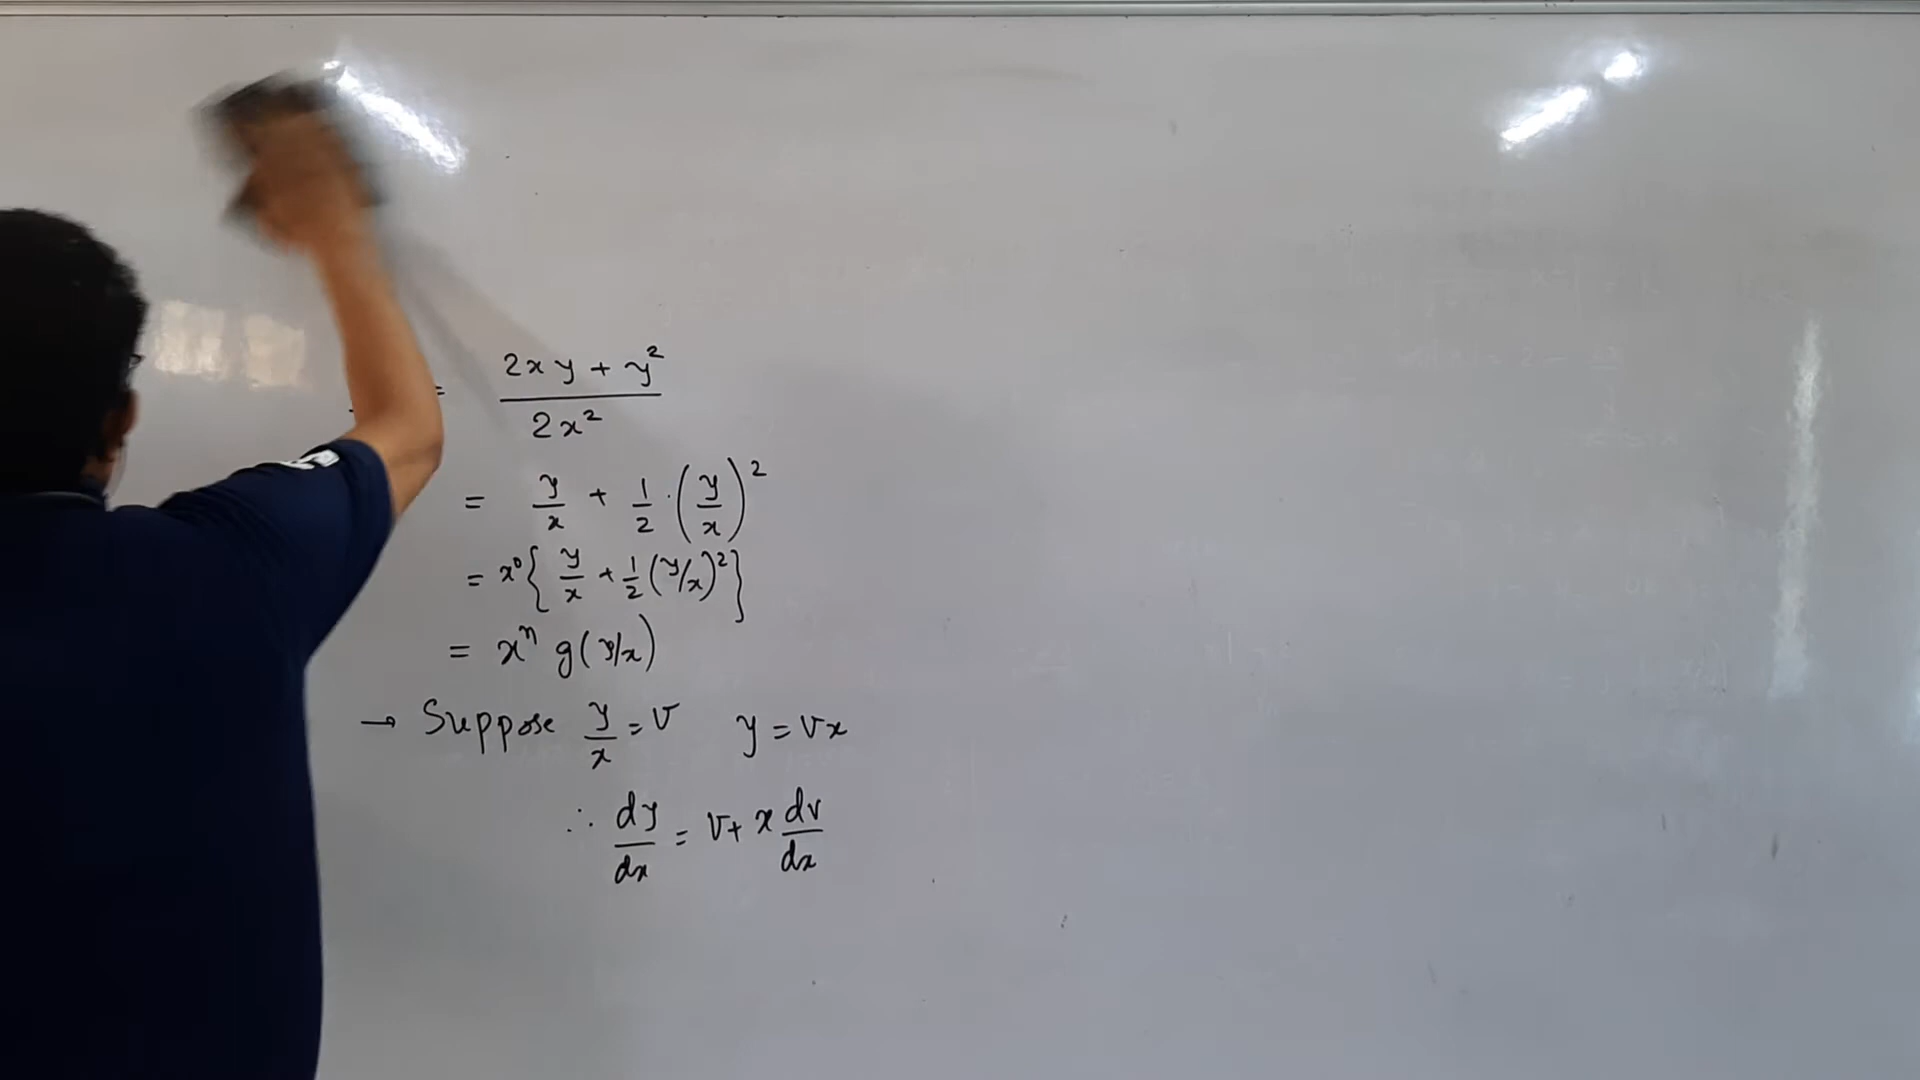 = 2xy + y² / 2x²
= y/x + 1/2 · (y/x)²
= x⁰ { y/x + 1/2 (y/x)² }
= xⁿ g(y/x)
→ Suppose y/x = v y = vx
∴ dy/dx = v + x dv/dx